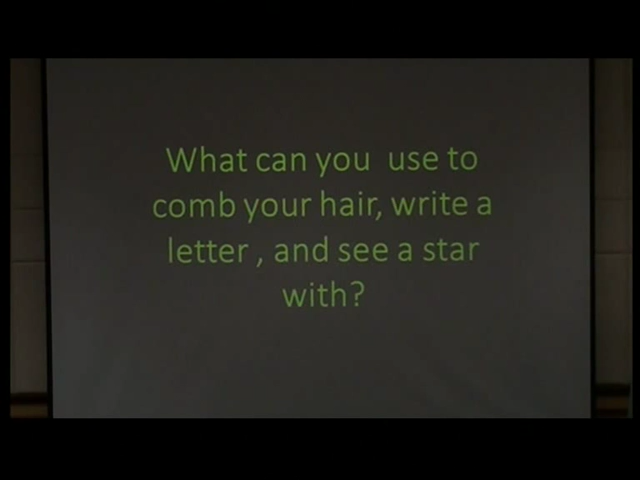 What can you use to
comb your hair, write a
letter , and see a star
with?